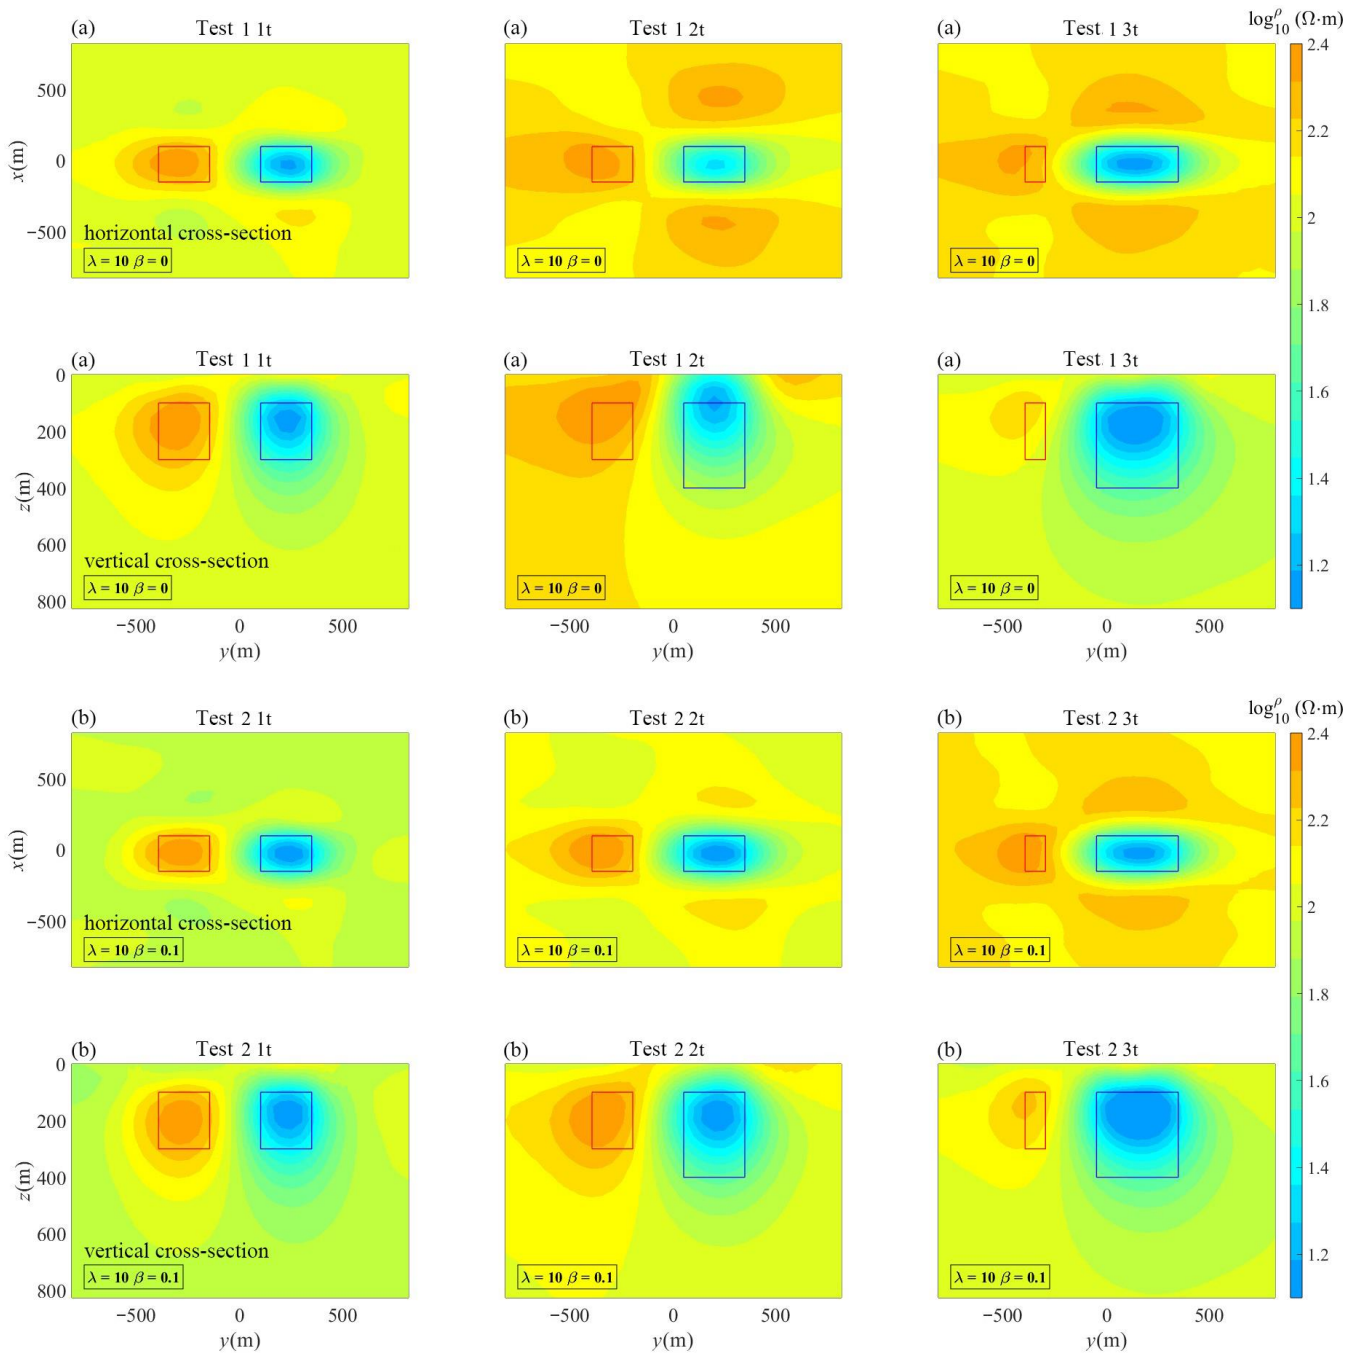 (a) Test 1 1t
(a) Test 1 2t
(a) Test 1 3t
log₁₀^ρ (Ω·m)
500
0
−500
x(m)
horizontal cross-section
λ = 10 β = 0
λ = 10 β = 0
λ = 10 β = 0
2.4
2.2
2
1.8
1.6
1.4
1.2
(a) Test 1 1t
(a) Test 1 2t
(a) Test 1 3t
0
200
400
600
800
z(m)
vertical cross-section
λ = 10 β = 0
λ = 10 β = 0
λ = 10 β = 0
−500 0 500
−500 0 500
−500 0 500
y(m)
y(m)
y(m)
(b) Test 2 1t
(b) Test 2 2t
(b) Test 2 3t
log₁₀^ρ (Ω·m)
500
0
−500
x(m)
horizontal cross-section
λ = 10 β = 0.1
λ = 10 β = 0.1
λ = 10 β = 0.1
2.4
2.2
2
1.8
1.6
1.4
1.2
(b) Test 2 1t
(b) Test 2 2t
(b) Test 2 3t
0
200
400
600
800
z(m)
vertical cross-section
λ = 10 β = 0.1
λ = 10 β = 0.1
λ = 10 β = 0.1
−500 0 500
−500 0 500
−500 0 500
y(m)
y(m)
y(m)